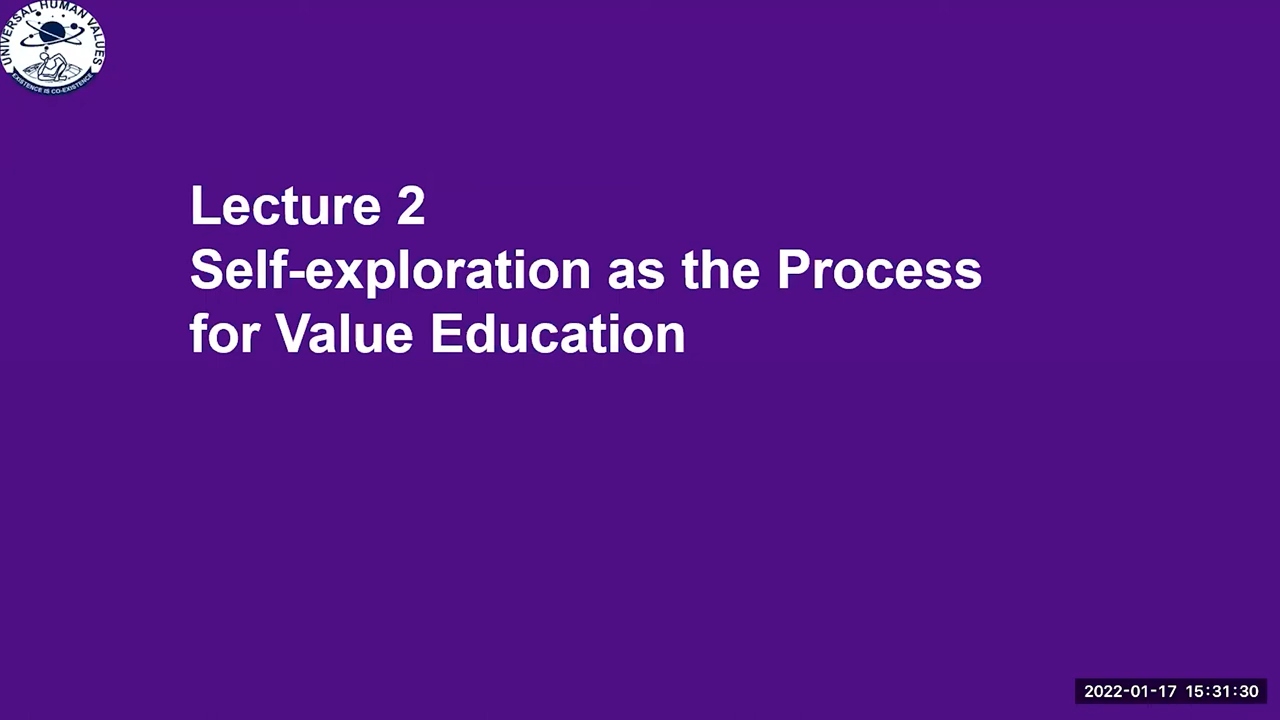 UNIVERSAL HUMAN VALUES
EXISTENCE IS CO-EXISTENCE
Lecture 2
Self-exploration as the Process
for Value Education
2022-01-17 15:31:30